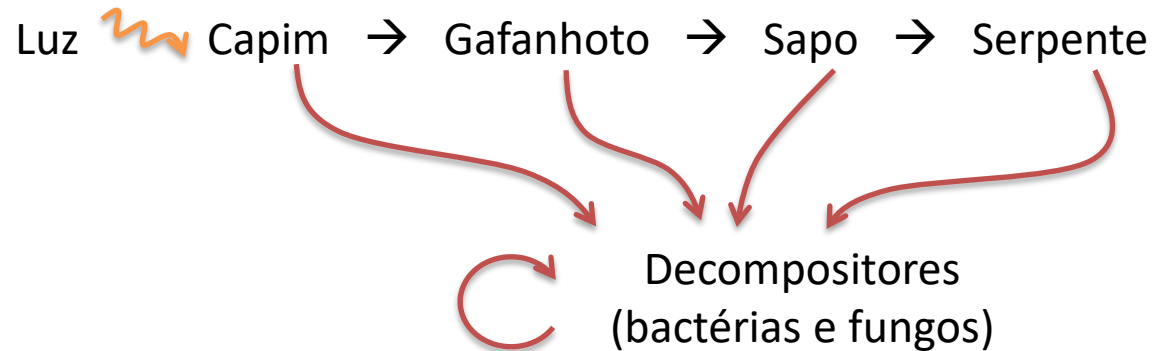 Luz Capim → Gafanhoto → Sapo → Serpente
Decompositores
(bactérias e fungos)